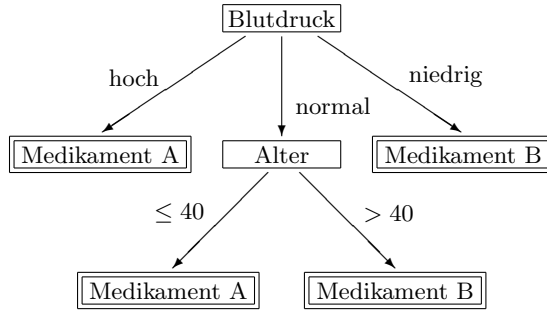 Blutdruck
hoch
niedrig
normal
Medikament A
Alter
Medikament B
≤ 40
> 40
Medikament A
Medikament B